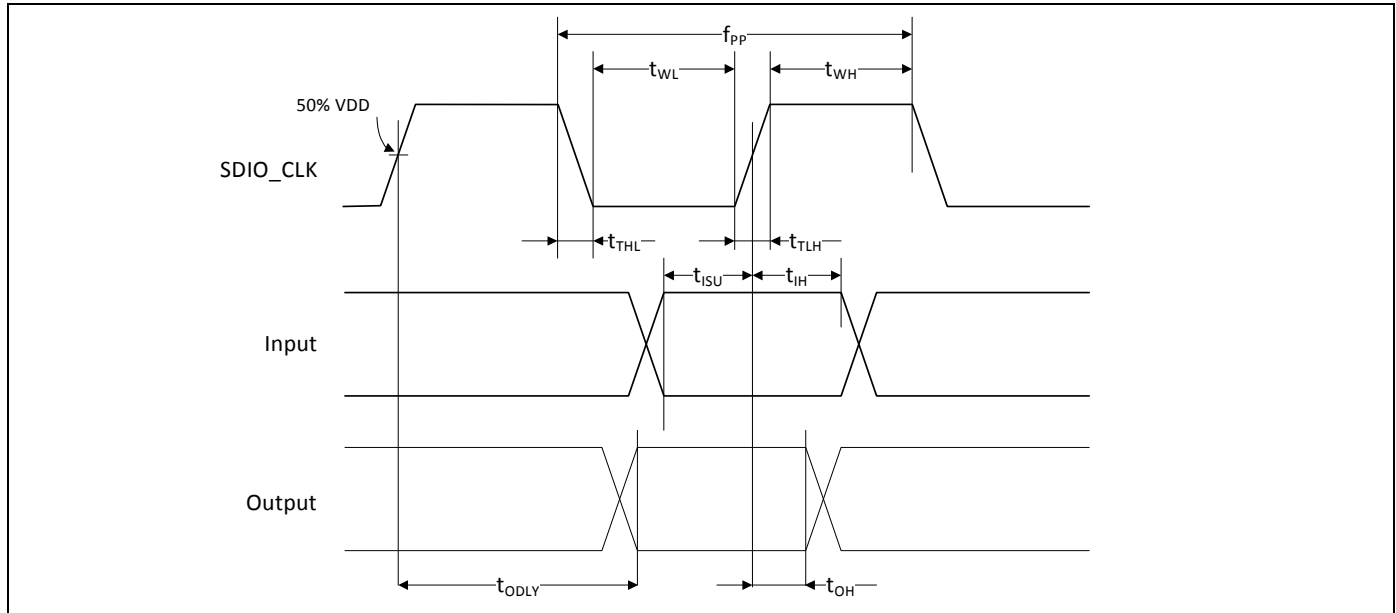 fPP
tWL tWH
50% VDD
SDIO_CLK
tTHL tTLH
tISU tIH
Input
Output
tODLY tOH